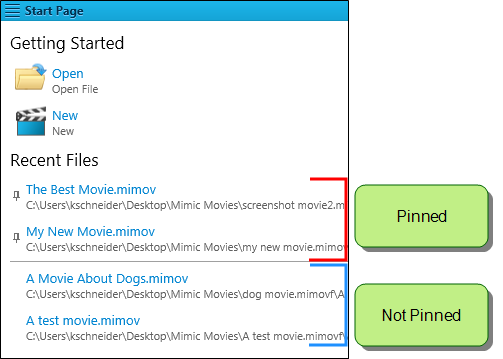 Start Page
Getting Started
Open
Open File
New
New
Recent Files
The Best Movie.mimov
C:\Users\kschneider\Desktop\Mimic Movies\screenshot movie2.m
My New Movie.mimov
C:\Users\kschneider\Desktop\Mimic Movies\my new movie.mimov
Pinned
A Movie About Dogs.mimov
C:\Users\kschneider\Desktop\Mimic Movies\dog movie.mimovf\A
A test movie.mimov
C:\Users\kschneider\Desktop\Mimic Movies\A test movie.mimovf\
Not Pinned